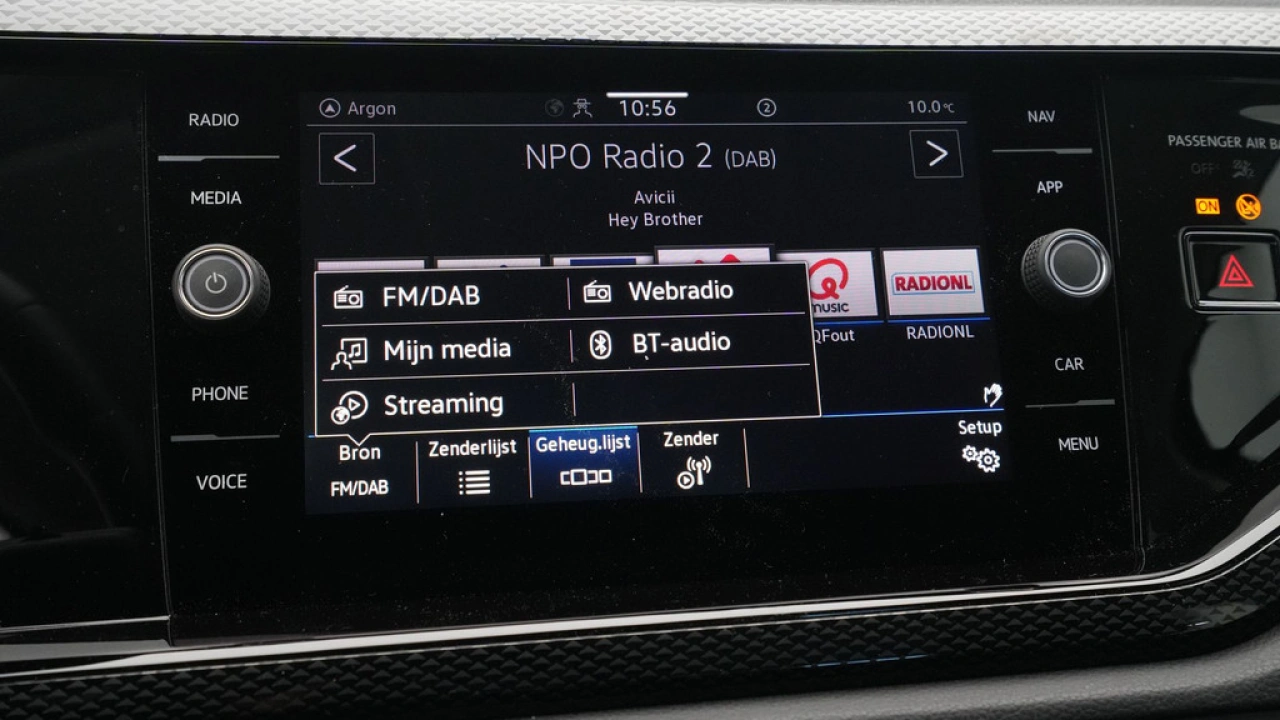 RADIO
MEDIA
PHONE
VOICE
Argon
10:56
2
10.0°C
NPO Radio 2 (DAB)
Avicii
Hey Brother
FM/DAB
Webradio
Mijn media
BT-audio
Streaming
MUSIC
QFout
RADIONL
RADIONL
Bron
FM/DAB
Zenderlijst
Geheug.lijst
Zender
Setup
NAV
APP
CAR
MENU
PASSENGER AIR BA
OFF
ON